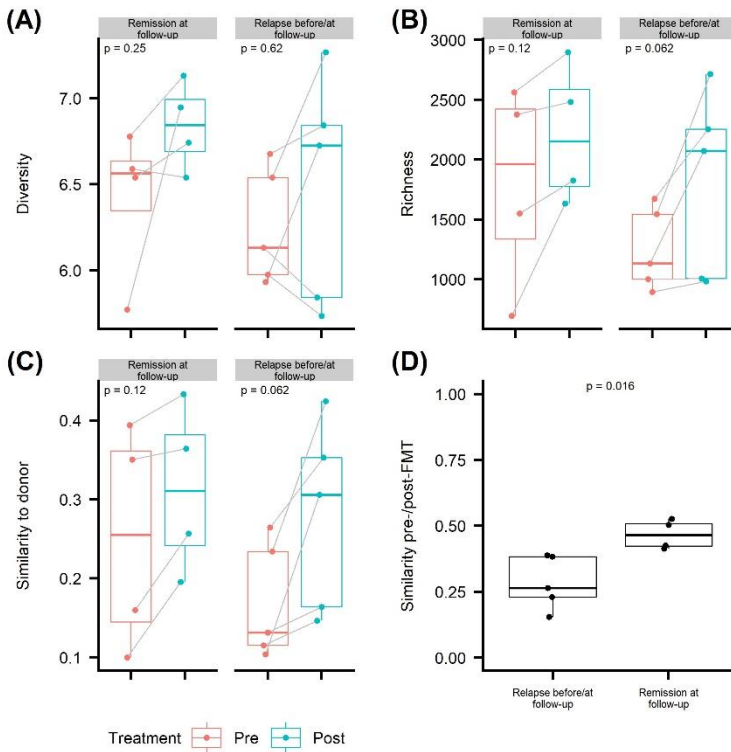 (A)
Remission at
follow-up
Relapse before/at
follow-up
p = 0.25
p = 0.62
Diversity
7.0
6.5
6.0
(B)
Remission at
follow-up
Relapse before/at
follow-up
p = 0.12
p = 0.062
Richness
3000
2500
2000
1500
1000
(C)
Remission at
follow-up
Relapse before/at
follow-up
p = 0.12
p = 0.062
Similarity to donor
0.4
0.3
0.2
0.1
(D)
p = 0.016
Similarity pre-/post-FMT
1.00
0.75
0.50
0.25
0.00
Relapse before/at
follow-up
Remission at
follow-up
Treatment Pre Post